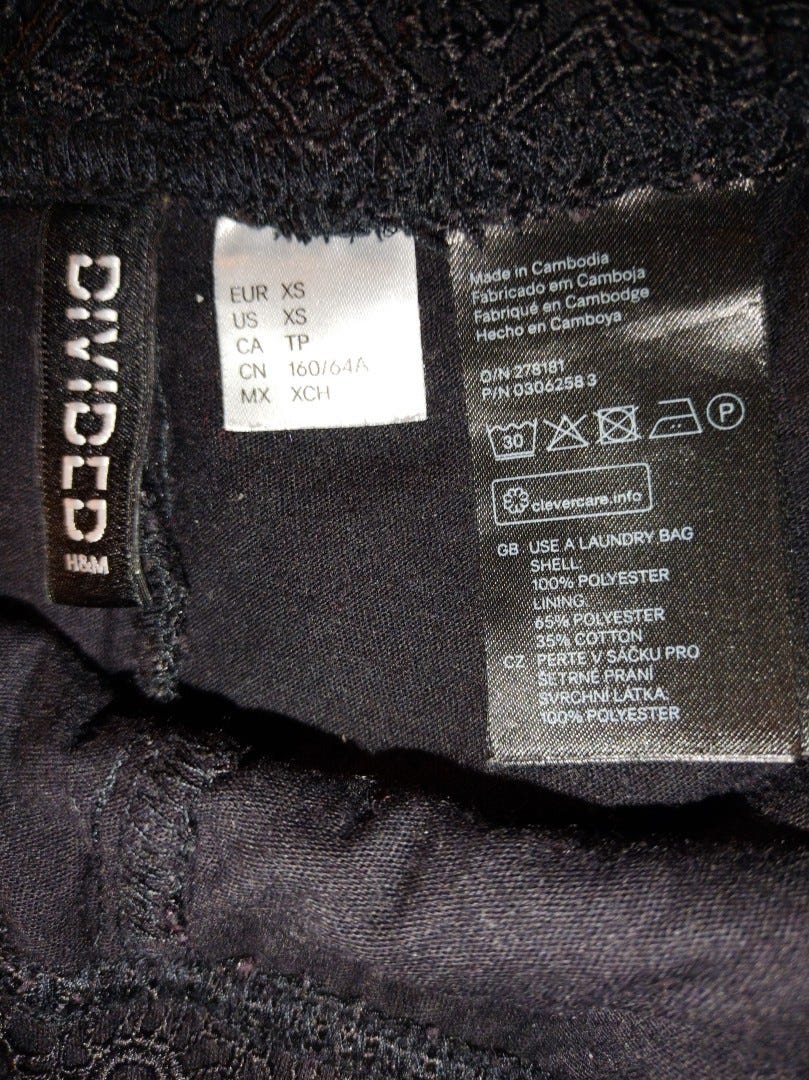 DIVIDED
H&M
EUR XS
US XS
CA TP
CN 160/64A
MX XCH
Made in Cambodia
Fabricado em Camboja
Fabriqué en Cambodge
Hecho en Camboya
O/N 278181
P/N 0306258 3
30
P
clevercare.info
GB USE A LAUNDRY BAG
SHELL:
100% POLYESTER
LINING:
65% POLYESTER
35% COTTON
CZ PERTE V SÁČKU PRO
ŠETRNÉ PRANÍ
SVRCHNÍ LÁTKA:
100% POLYESTER